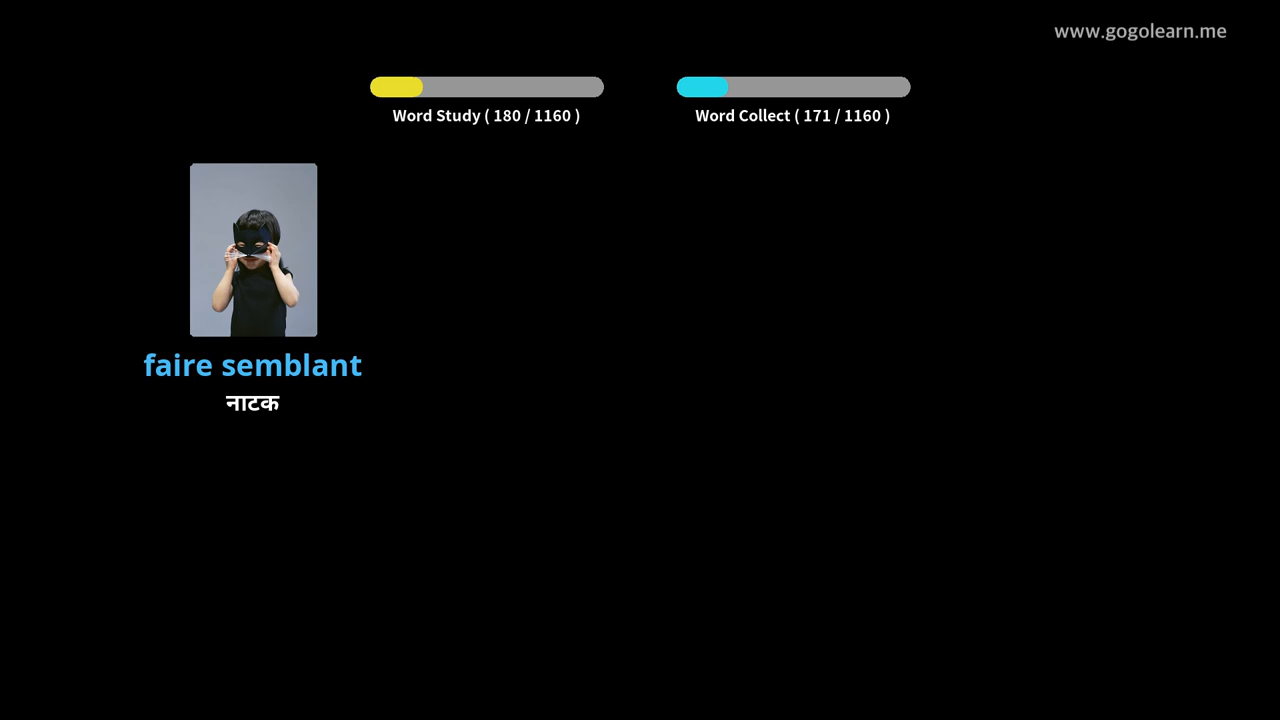 www.gogolearn.me
Word Study ( 180 / 1160 )
Word Collect ( 171 / 1160 )
faire semblant
नाटक